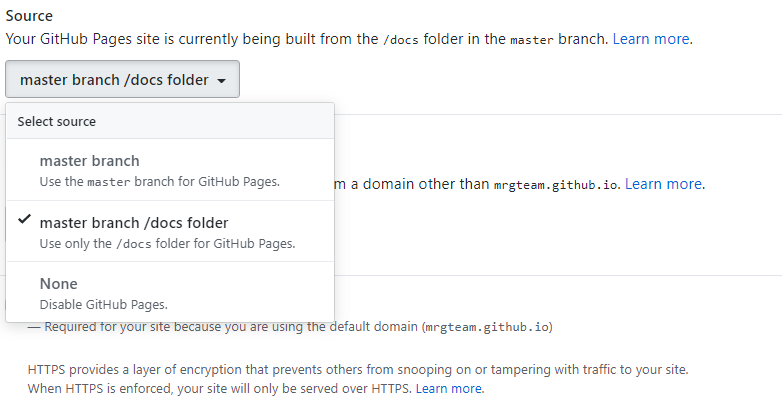 Source
Your GitHub Pages site is currently being built from the /docs folder in the master branch. Learn more.
master branch /docs folder
Select source
master branch
Use the master branch for GitHub Pages.
a domain other than mrgteam.github.io. Learn more.
master branch /docs folder
Use only the /docs folder for GitHub Pages.
None
Disable GitHub Pages.
— Required for your site because you are using the default domain (mrgteam.github.io)
HTTPS provides a layer of encryption that prevents others from snooping on or tampering with traffic to your site.
When HTTPS is enforced, your site will only be served over HTTPS. Learn more.